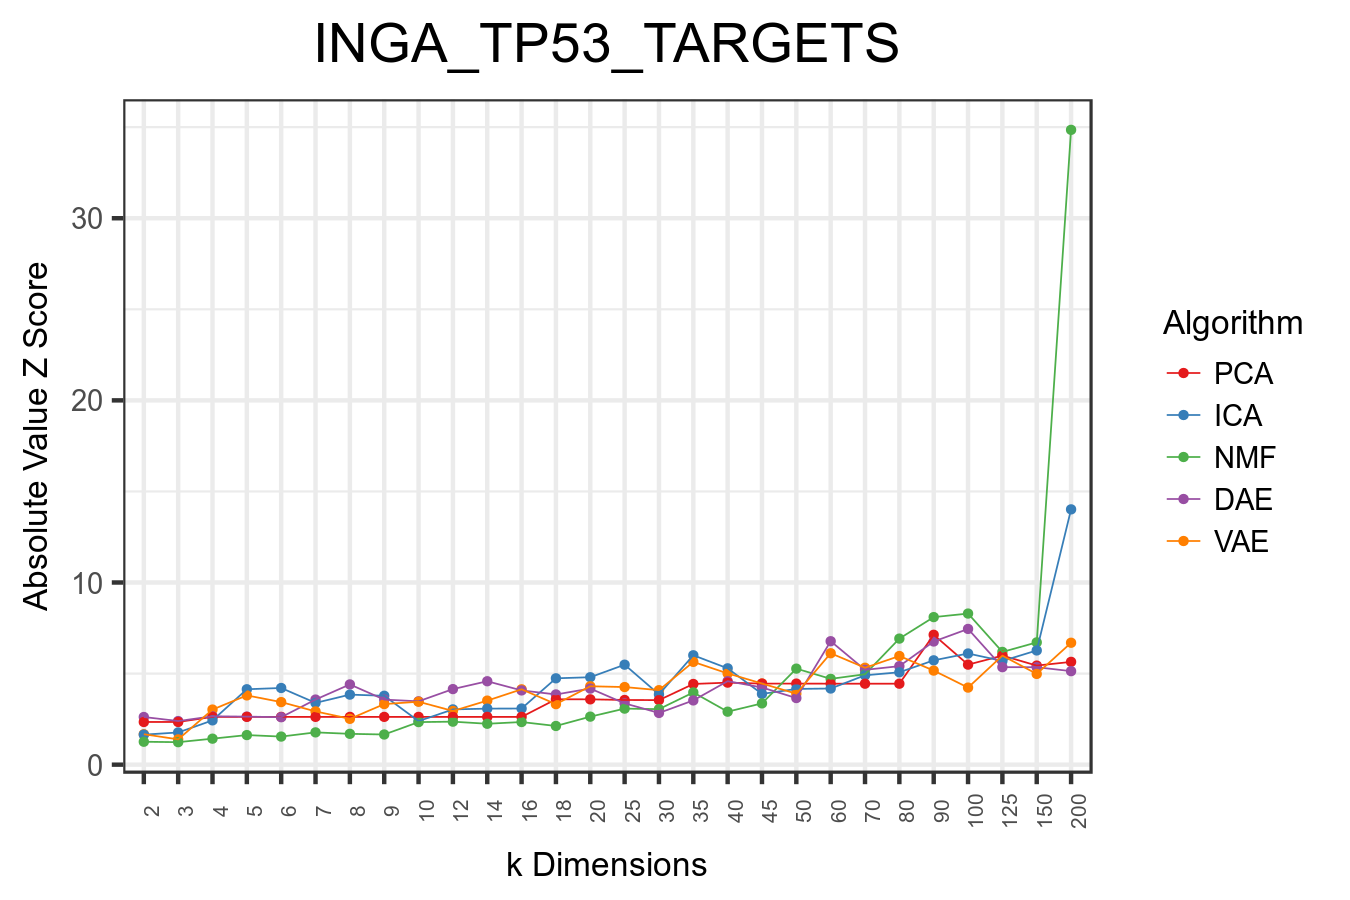 INGA_TP53_TARGETS
Absolute Value Z Score
30
20
10
0
2 3 4 5 6 7 8 9 10 12 14 16 18 20 25 30 35 40 45 50 60 70 80 90 100 125 150 200
k Dimensions
Algorithm
PCA
ICA
NMF
DAE
VAE